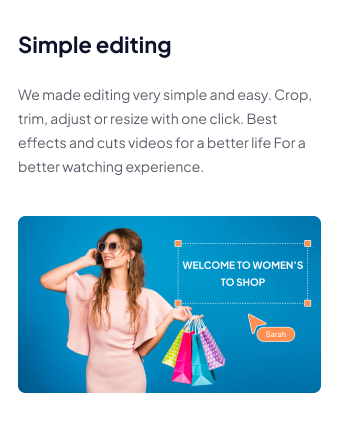 Simple editing
We made editing very simple and easy. Crop,
trim, adjust or resize with one click. Best
effects and cuts videos for a better life For a
better watching experience.
WELCOME TO WOMEN'S
TO SHOP
Sarah